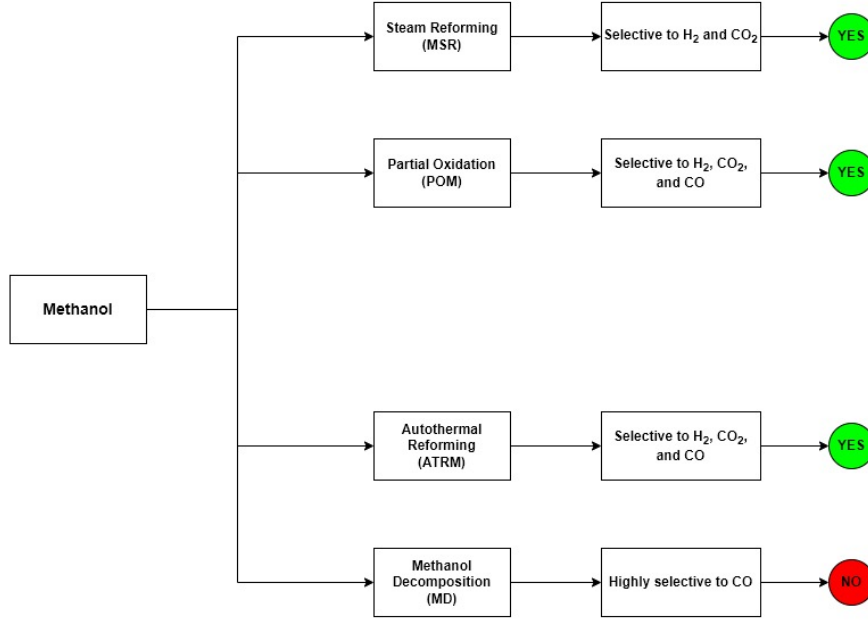 Steam Reforming
(MSR)
Selective to H₂ and CO₂
YES
Partial Oxidation
(POM)
Selective to H₂, CO₂,
and CO
YES
Methanol
Autothermal
Reforming
(ATRM)
Selective to H₂, CO₂,
and CO
YES
Methanol
Decomposition
(MD)
Highly selective to CO
NO